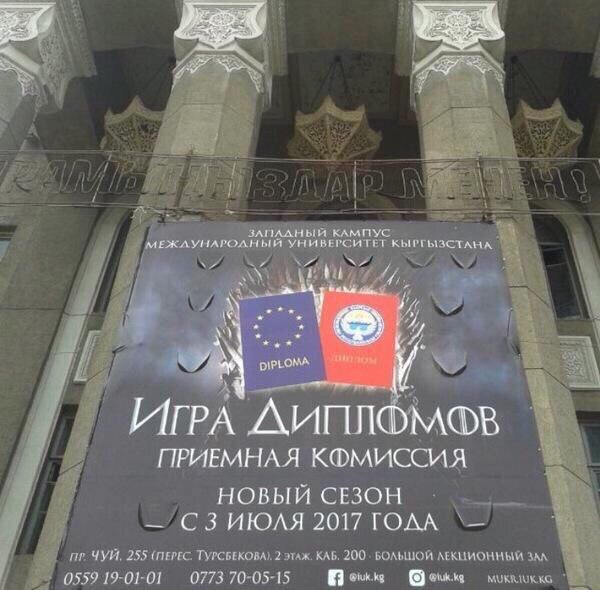 МАЙРАМЫҢЫЗДАР МЕНЕН!
ЗАПАДНЫЙ КАМПУС
МЕЖДУНАРОДНЫЙ УНИВЕРСИТЕТ КЫРГЫЗСТАНА
DIPLOMA
ДИПЛОМ
ИГРА ДИПЛОМОВ
ПРИЕМНАЯ КОМИССИЯ
НОВЫЙ СЕЗОН
С 3 ИЮЛЯ 2017 ГОДА
ПР. ЧУЙ, 255 (ПЕРЕС. ТУРСБЕКОВА), 2 ЭТАЖ, КАБ. 200 - БОЛЬШОЙ ЛЕКЦИОННЫЙ ЗАЛ
0559 19-01-01 0773 70-05-15 @iuk.kg @iuk.kg MUKR.IUK.KG